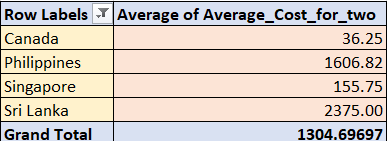 Row Labels Average of Average_Cost_for_two
Canada 36.25
Philippines 1606.82
Singapore 155.75
Sri Lanka 2375.00
Grand Total 1304.69697